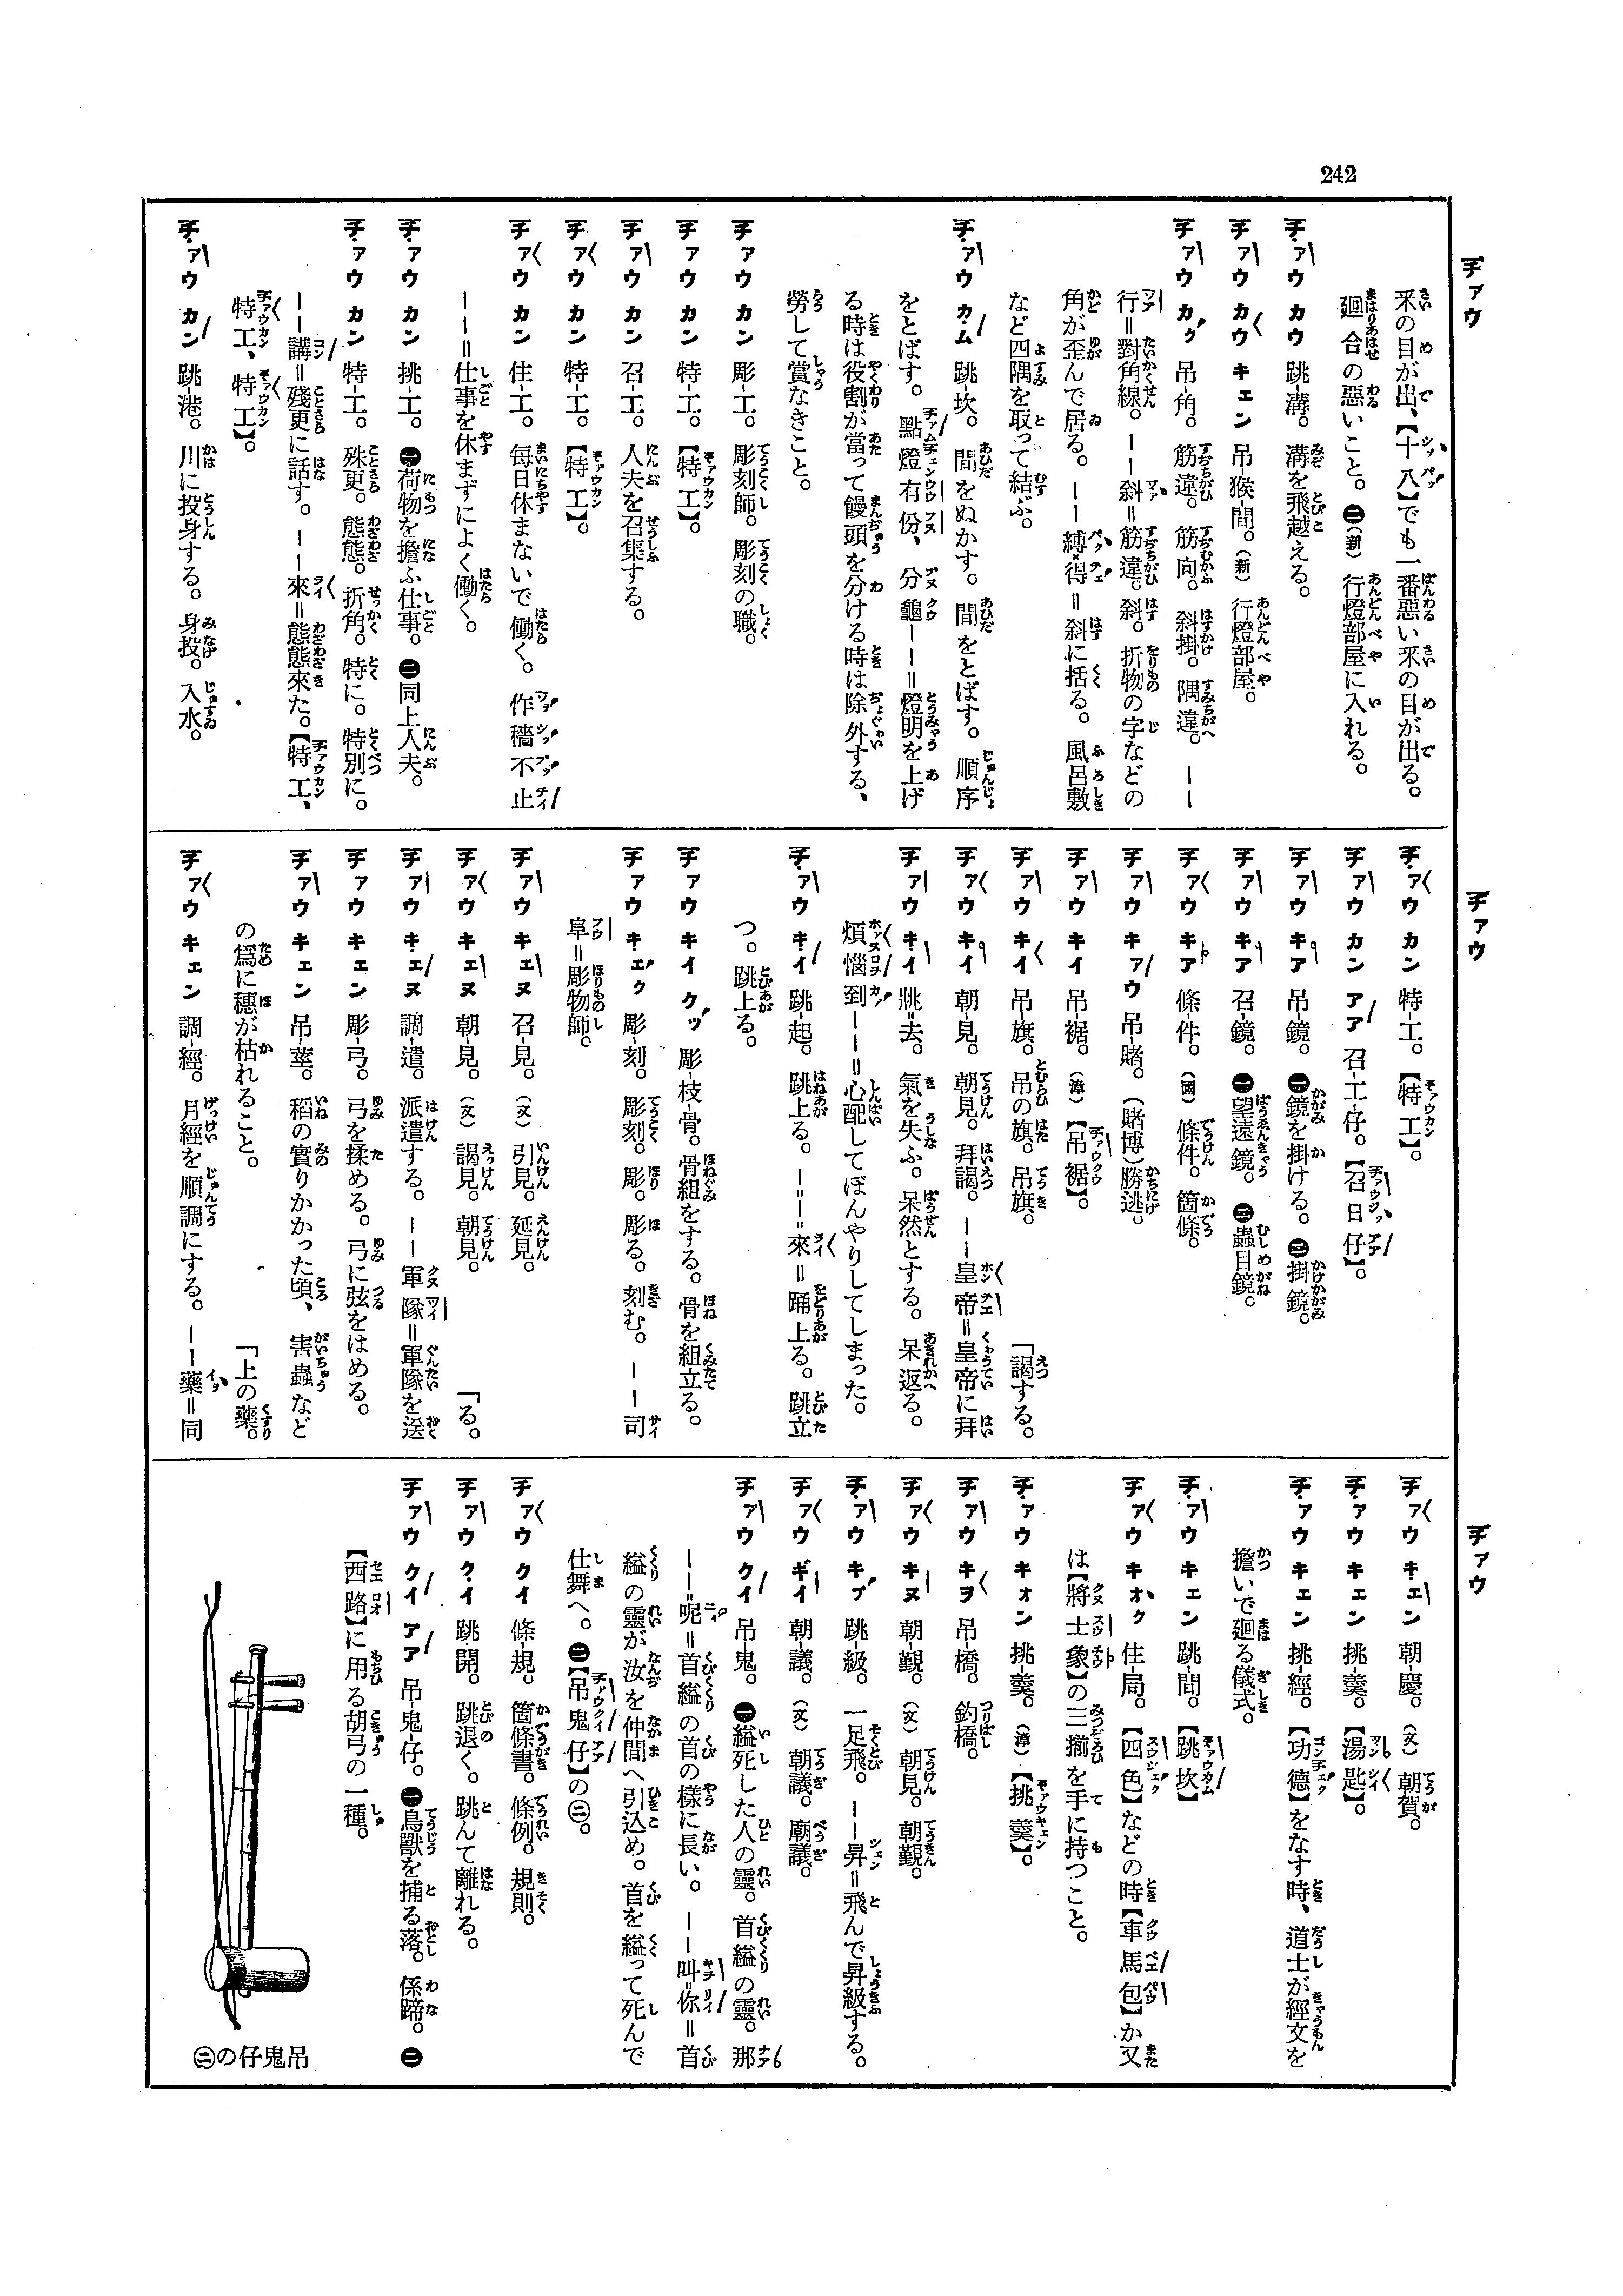 242
チァウ
チァウ
チァウ
釆の目が出、【十八】でも一番惡い釆の目が出る。
廻合の惡いこと。㊁(新)行燈部屋に入れる。
チァウ カウ 跳-溝。溝を飛越える。
チァウ カウ キェン 吊-猴-間。(新)行燈部屋。
チァウ カク 吊-角。筋違。筋向。斜掛。隅違。——
行=對角線。——斜=筋違。斜。折物の字などの
角が歪んで居る。——縛×得=斜に括る。風呂敷
など四隅を取って結ぶ。
チァウ カム 跳-坎。間をぬかす。間をとばす。順序
をとばす。點燈有份、分龜——=燈明を上げ
る時は役割が當って饅頭を分ける時は除外する、
勞して賞なきこと。
チァウ カン 彫-工。彫刻師。彫刻の職。
チァウ カン 特-工。【特工】。
チァウ カン 召-工。人夫を召集する。
チァウ カン 特-工。【特工】。
チァウ カン 住-工。每日休まないで働く。作穡不止
——=仕事を休まずによく働く。
チァウ カン 挑-工。㊀荷物を擔ふ仕事。㊁同上人夫。
チァウ カン 特-工。殊更。態態。折角。特に。特別に。
——講=殘更に話す。——來=態態來た。【特工、
特工、特工】。
チァウ カン 跳-港。川に投身する。身投。入水。
チァウ カン 特-工。【特工】。
チァウ カン アア 召-工-仔。【召日仔】。
チァウ キア 吊-鏡。㊀鏡を掛ける。㊁掛鏡。
チァウ キア 召-鏡。㊀望遠鏡。㊁蟲目鏡。
チァウ キア 條-件。(國)條件。箇條。
チァウ キァウ 吊-賭。(賭博)勝逃。
チァウ キイ 吊-裾。(漳)【吊裾】。
チァウ キイ 吊-旗。吊の旗。吊旗。
チァウ キイ 朝-見。朝見。拜謁。——皇帝=皇帝に拜「謁する。
チァウ キイ 朓=去。氣を失ふ。呆然とする。呆返る。
煩惱到——=心配してぼんやりしてしまった。
チァウ キイ 跳-起。跳上る。—=—=來=踊上る。跳立
つ。跳上る。
チァウ キイ クッ 彫-枝-骨。骨組をする。骨を組立る。
チァウ キェク 彫-刻。彫刻。彫。彫る。刻む。——司
阜=彫物師。
チァウ キェヌ 召-見。(文)引見。延見。
チァウ キェヌ 朝-見。(文)謁見。朝見。
チァウ キェヌ 調-遣。派遣する。——軍隊=軍隊を送「る。
チァウ キェン 彫-弓。弓を揉める。弓に弦をはめる。
チァウ キェン 吊-莖。稻の實りかかった頃、害蟲など
の爲に穗が枯れること。
チァウ キェン 調-經。月經を順調にする。——藥=同「上の藥。
チァウ キェン 朝-慶。(文)朝賀。
チァウ キェン 挑-羹。【湯匙】。
チァウ キェン 挑-經。【功德】をなす時、道士が經文を
擔いで廻る儀式。
チァウ キェン 跳-間。【跳坎】
チァウ キォク 住-局。【四色】などの時【車馬包】か又
は【將士象】の三揃を手に持つこと。
チァウ キォン 挑-羹。(漳)【挑羹】。
チァウ キヲ 吊-橋。釣橋。
チァウ キヌ 朝-覲。(文)朝見。朝覲。
チァウ キプ 跳-級。一足飛。——昇=飛んで昇級する。
チァウ ギイ 朝-議。(文)朝議。廟議。
チァウ クイ 吊-鬼。㊀縊死した人の靈。首縊の靈。那
——=呢=首縊の首の樣に長い。——叫=你=首
縊の靈が汝を仲間へ引込め。首を縊って死んで
仕舞へ。㊁【吊鬼仔】の㊁。
チァウ クイ 條-規。箇條書。條例。規則。
チァウ クイ 跳-開。跳退く。跳んて離れる。
チァウ クイ アア 吊-鬼-仔。㊀鳥獸を捕る落。係蹄。㊁
【西路】に用る胡弓の一種。
吊鬼仔の㊁